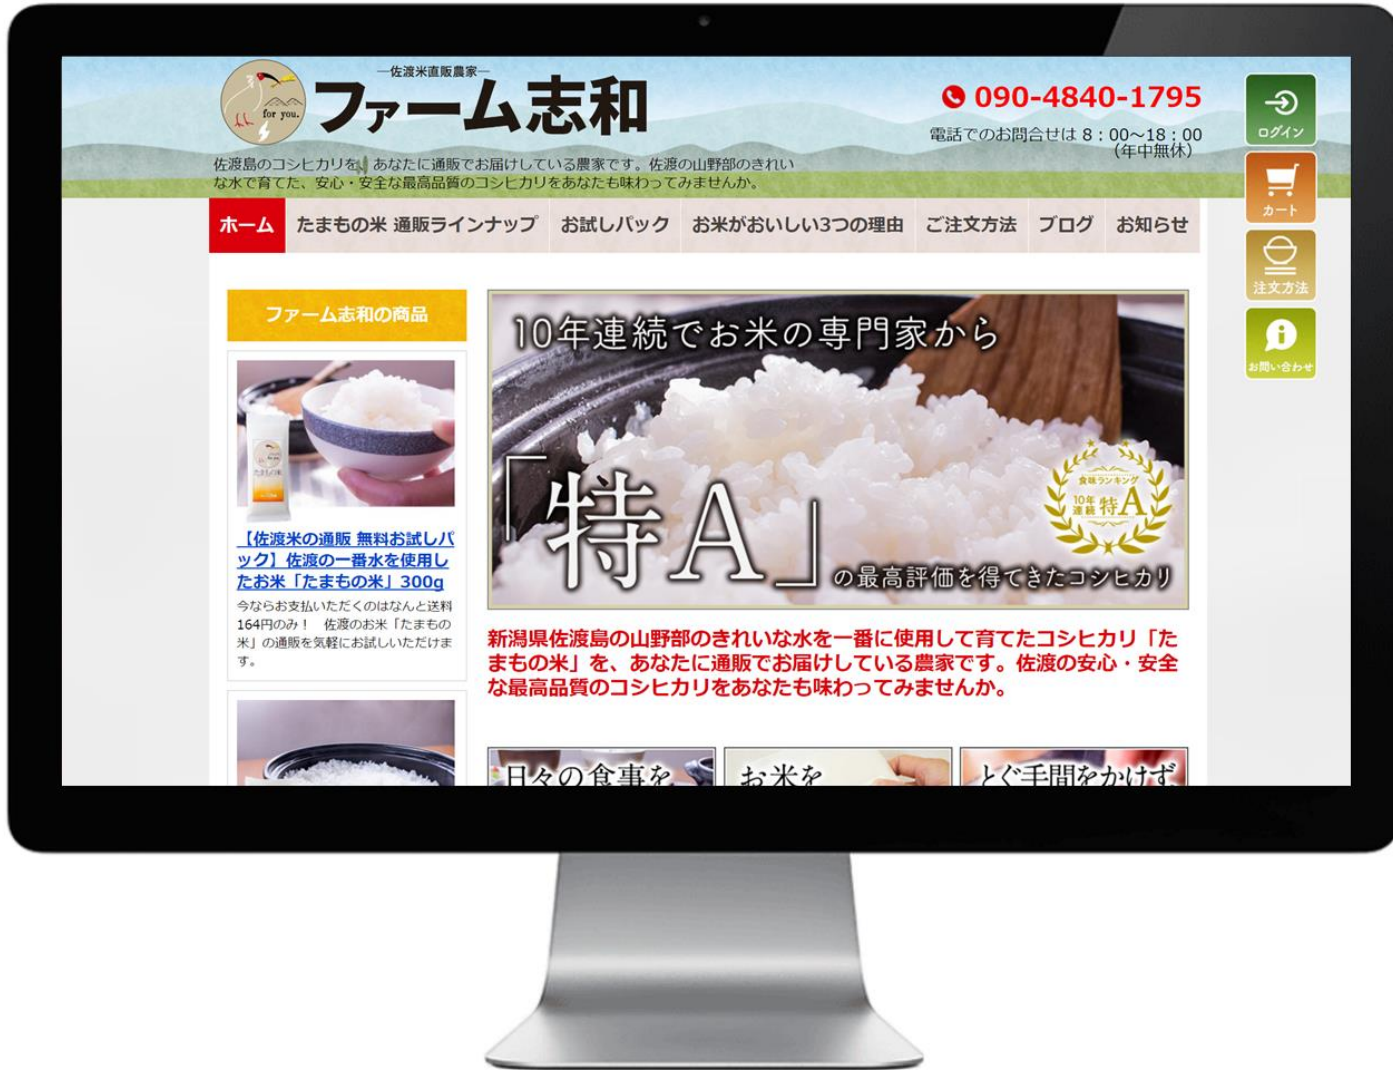 ―佐渡米直販農家―
for you.
ファーム志和
090-4840-1795
電話でのお問合せは 8：00〜18：00
（年中無休）
佐渡島のコシヒカリを、あなたに通販でお届けしている農家です。佐渡の山野部のきれい
な水で育てた、安心・安全な最高品質のコシヒカリをあなたも味わってみませんか。
ログイン
カート
注文方法
お問い合わせ
ホーム たまもの米 通販ラインナップ お試しパック お米がおいしい3つの理由 ご注文方法 ブログ お知らせ
ファーム志和の商品
【佐渡米の通販 無料お試しパ
ック】佐渡の一番水を使用し
たお米「たまもの米」300g
今ならお支払いただくのはなんと送料
164円のみ！　佐渡のお米「たまもの
米」の通販を気軽にお試しいただけま
す。
10年連続でお米の専門家から
「特A」
の最高評価を得てきたコシヒカリ
食味ランキング
10年
連続
特A
新潟県佐渡島の山野部のきれいな水を一番に使用して育てたコシヒカリ「た
まもの米」を、あなたに通販でお届けしている農家です。佐渡の安心・安全
な最高品質のコシヒカリをあなたも味わってみませんか。
日々の食事を
お米を
とぐ手間をかけず